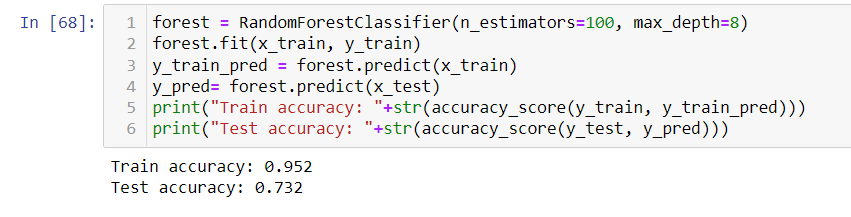 In [68]:
1 forest = RandomForestClassifier(n_estimators=100, max_depth=8)
2 forest.fit(x_train, y_train)
3 y_train_pred = forest.predict(x_train)
4 y_pred= forest.predict(x_test)
5 print("Train accuracy: "+str(accuracy_score(y_train, y_train_pred)))
6 print("Test accuracy: "+str(accuracy_score(y_test, y_pred)))
Train accuracy: 0.952
Test accuracy: 0.732